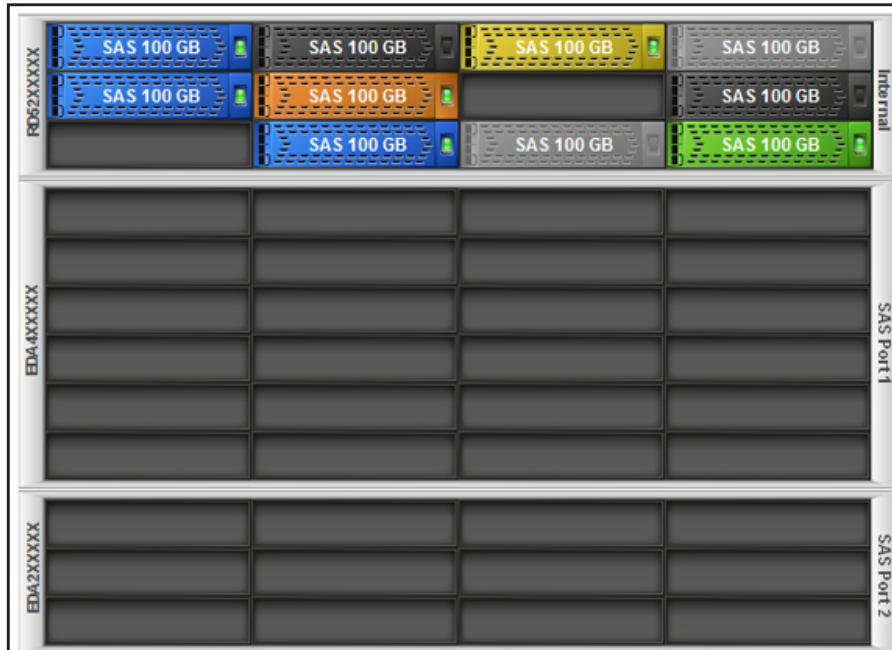 RD52XXXXX
SAS 100 GB SAS 100 GB SAS 100 GB SAS 100 GB
SAS 100 GB SAS 100 GB SAS 100 GB
SAS 100 GB SAS 100 GB SAS 100 GB
Internal
EDA4XXXXX
SAS Port 1
EDA2XXXXX
SAS Port 2